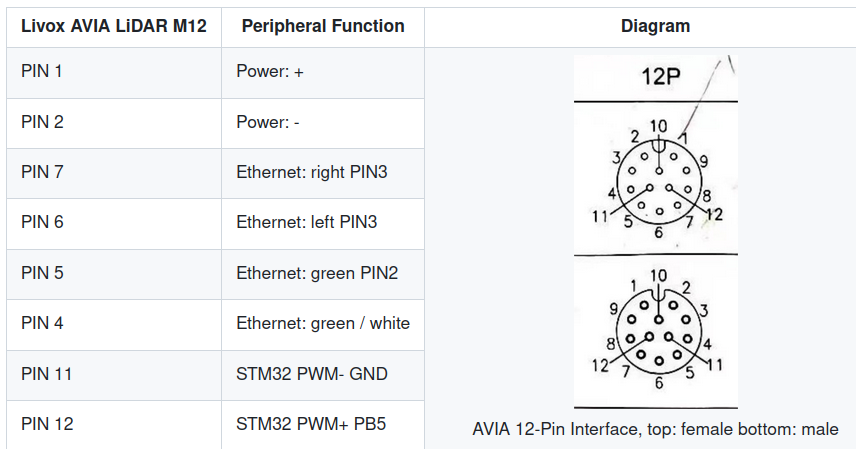 Livox AVIA LiDAR M12 Peripheral Function Diagram
PIN 1 Power: +
PIN 2 Power: -
PIN 7 Ethernet: right PIN3
PIN 6 Ethernet: left PIN3
PIN 5 Ethernet: green PIN2
PIN 4 Ethernet: green / white
PIN 11 STM32 PWM- GND
PIN 12 STM32 PWM+ PB5
12P
2 10 1
3 9
4 8
11 5 6 7 12
1 10 2
9 3
8 4
12 7 6 5 11
AVIA 12-Pin Interface, top: female bottom: male